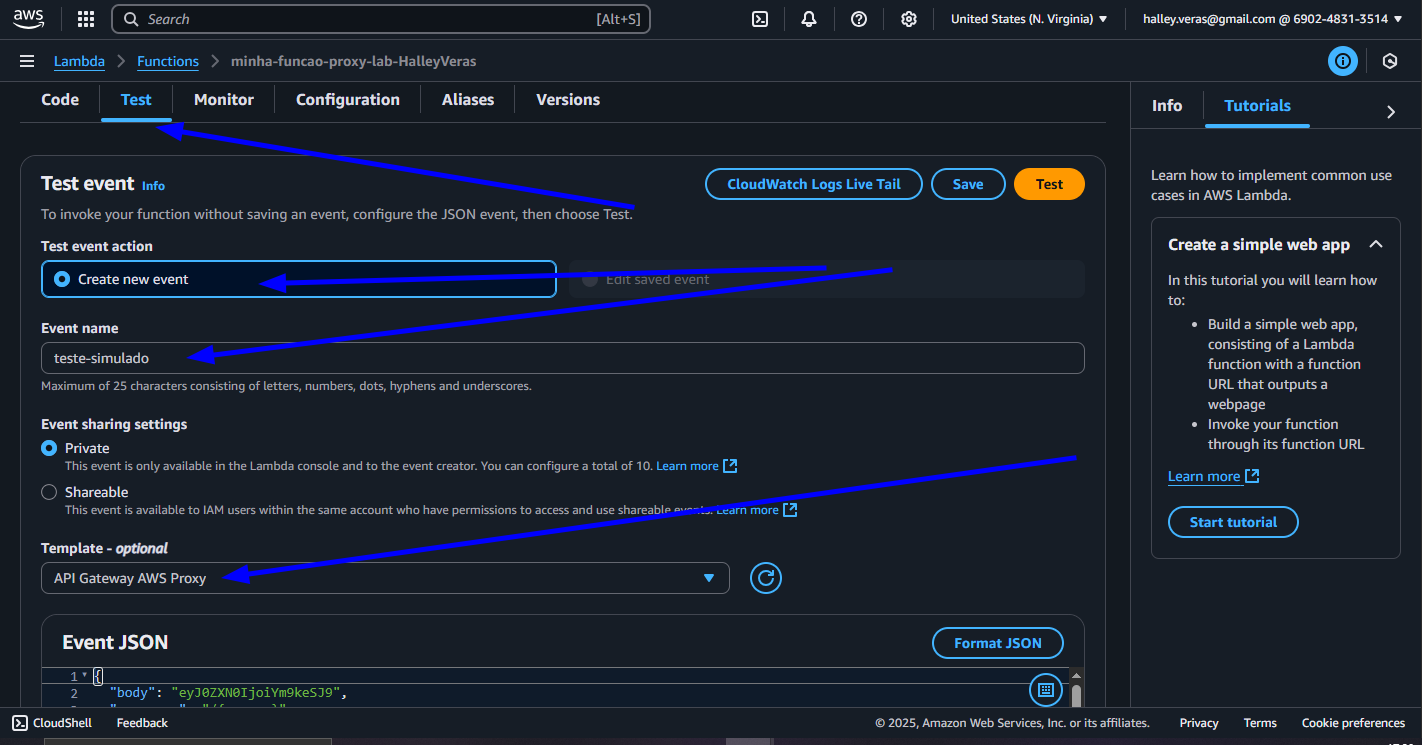 aws
Search [Alt+S]
United States (N. Virginia) ▼
halley.veras@gmail.com @ 6902-4831-3514 ▼
Lambda > Functions > minha-funcao-proxy-lab-HalleyVeras
Code Test Monitor Configuration Aliases Versions
Test event Info
CloudWatch Logs Live Tail Save Test
To invoke your function without saving an event, configure the JSON event, then choose Test.
Test event action
Create new event
Edit saved event
Event name
teste-simulado
Maximum of 25 characters consisting of letters, numbers, dots, hyphens and underscores.
Event sharing settings
Private
This event is only available in the Lambda console and to the event creator. You can configure a total of 10. Learn more
Shareable
This event is available to IAM users within the same account who have permissions to access and use shareable events. Learn more
Template - optional
API Gateway AWS Proxy
Event JSON
Format JSON
1 {
2 "body": "eyJ0ZXN0IjoiYm9keSJ9",
Info Tutorials
Learn how to implement common use
cases in AWS Lambda.
Create a simple web app
In this tutorial you will learn how
to:
• Build a simple web app,
consisting of a Lambda
function with a function
URL that outputs a
webpage
• Invoke your function
through its function URL
Learn more
Start tutorial
CloudShell Feedback
© 2025, Amazon Web Services, Inc. or its affiliates. Privacy Terms Cookie preferences